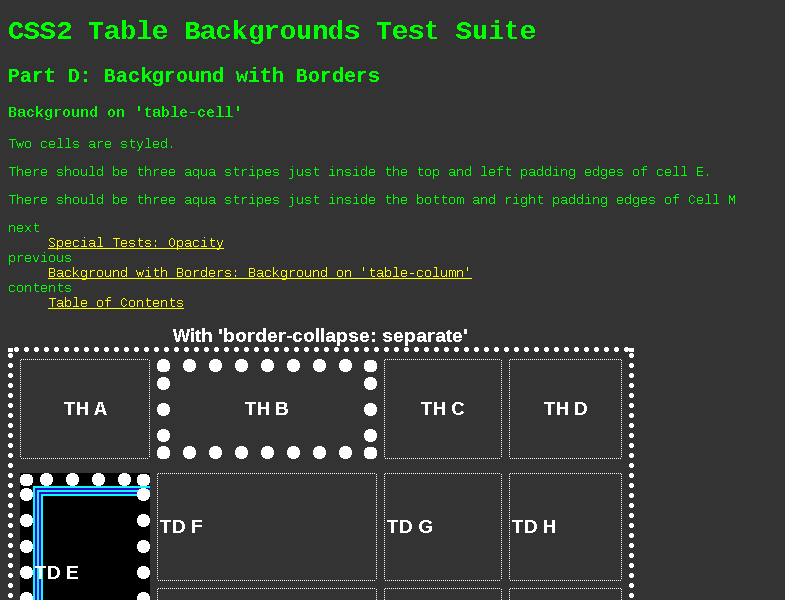 CSS2 Table Backgrounds Test Suite
Part D: Background with Borders
Background on 'table-cell'
Two cells are styled.
There should be three aqua stripes just inside the top and left padding edges of cell E.
There should be three aqua stripes just inside the bottom and right padding edges of Cell M
next
Special Tests: Opacity
previous
Background with Borders: Background on 'table-column'
contents
Table of Contents
With 'border-collapse: separate'
TH A TH B TH C TH D
TD F TD G TD H
TD E